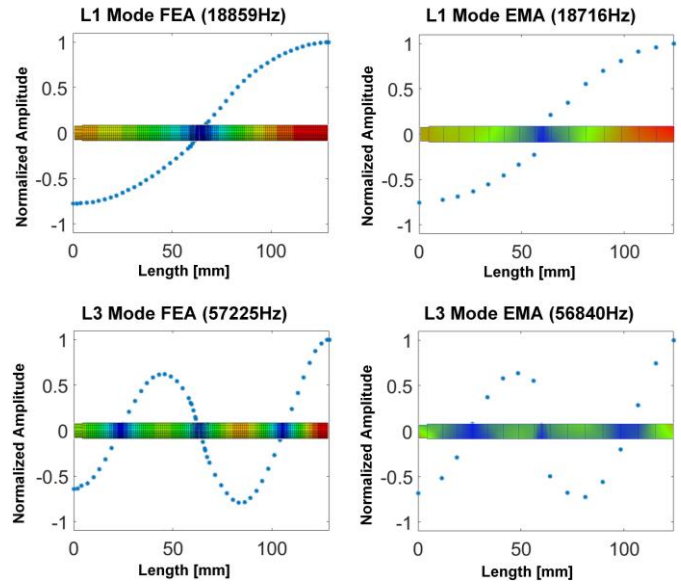 L1 Mode FEA (18859Hz)
1
0.5
0
-0.5
-1
Normalized Amplitude
0 50 100
Length [mm]
L1 Mode EMA (18716Hz)
1
0.5
0
-0.5
-1
Normalized Amplitude
0 50 100
Length [mm]
L3 Mode FEA (57225Hz)
1
0.5
0
-0.5
-1
Normalized Amplitude
0 50 100
Length [mm]
L3 Mode EMA (56840Hz)
1
0.5
0
-0.5
-1
Normalized Amplitude
0 50 100
Length [mm]